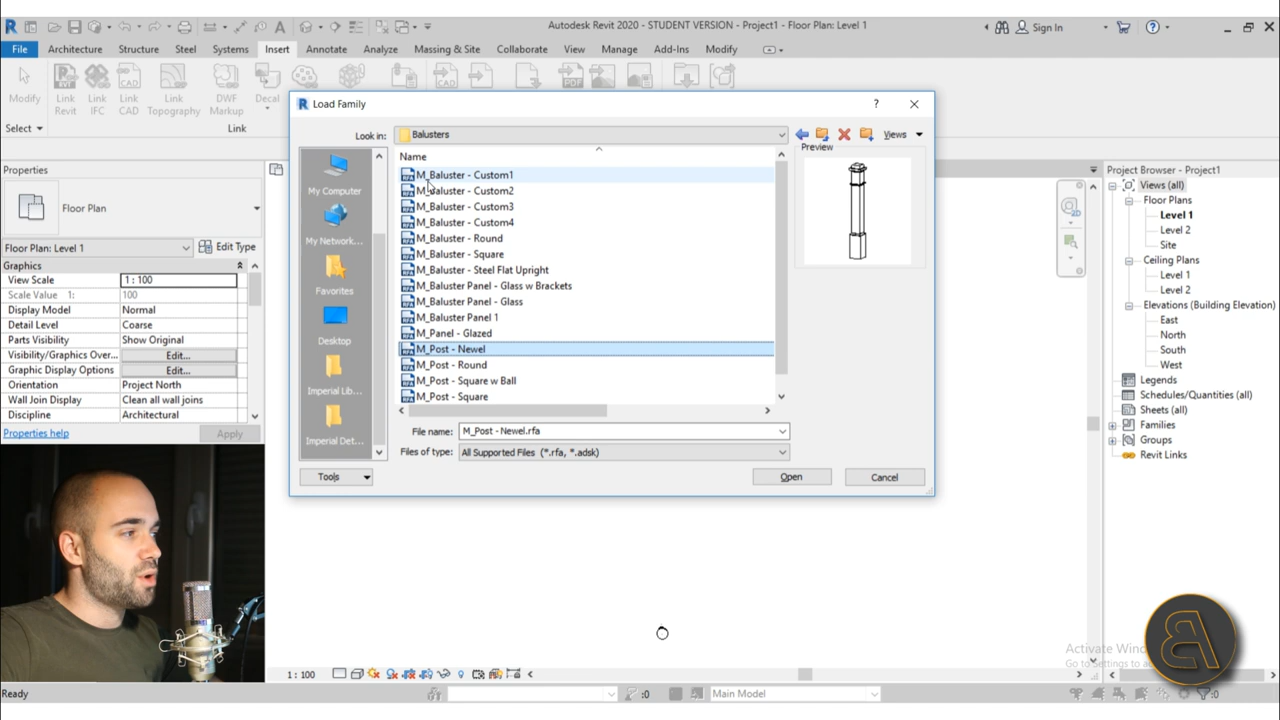 Autodesk Revit 2020 - STUDENT VERSION - Project1 - Floor Plan: Level 1
Sign In
File Architecture Structure Steel Systems Insert Annotate Analyze Massing & Site Collaborate View Manage Add-Ins Modify
Modify
Link Revit
Link IFC
Link CAD
Link Topography
DWF Markup
Decal
Select
Link
Load Family
Look in:
Balusters
Views
My Computer
My Network...
Favorites
Desktop
Imperial Lib...
Imperial Det...
Name
M_Baluster - Custom1
M_Baluster - Custom2
M_Baluster - Custom3
M_Baluster - Custom4
M_Baluster - Round
M_Baluster - Square
M_Baluster - Steel Flat Upright
M_Baluster Panel - Glass w Brackets
M_Baluster Panel - Glass
M_Baluster Panel 1
M_Panel - Glazed
M_Post - Newel
M_Post - Round
M_Post - Square w Ball
M_Post - Square
Preview
File name: M_Post - Newel.rfa
Files of type: All Supported Files (*.rfa, *.adsk)
Tools
Open
Cancel
Properties
Floor Plan
Floor Plan: Level 1
Edit Type
Graphics
View Scale 1 : 100
Scale Value 1: 100
Display Model Normal
Detail Level Coarse
Parts Visibility Show Original
Visibility/Graphics Over... Edit...
Graphic Display Options Edit...
Orientation Project North
Wall Join Display Clean all wall joins
Discipline Architectural
Properties help
Apply
Project Browser - Project1
Views (all)
Floor Plans
Level 1
Level 2
Site
Ceiling Plans
Level 1
Level 2
Elevations (Building Elevation)
East
North
South
West
Legends
Schedules/Quantities (all)
Sheets (all)
Families
Groups
Revit Links
2D
1 : 100
Ready
:0
Main Model
:0